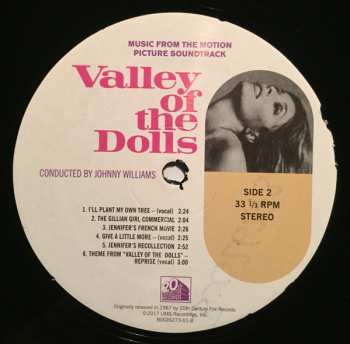 MUSIC FROM THE MOTION
PICTURE SOUNDTRACK
Valley
of the
Dolls
CONDUCTED BY JOHNNY WILLIAMS
SIDE 2
33 ⅓ RPM
STEREO
1. I'LL PLANT MY OWN TREE – (vocal) 2:24
2. THE GILLIAN GIRL COMMERCIAL 2:04
3. JENNIFER'S FRENCH MOVIE 2:26
4. GIVE A LITTLE MORE – (vocal) 2:25
5. JENNIFER'S RECOLLECTION 2:52
6. THEME FROM "VALLEY OF THE DOLLS" –
REPRISE (vocal) 3:00
20th
Originally released in 1967 by 20th Century Fox Records
©2017 UMG Recordings, Inc.
B0026273-01-B